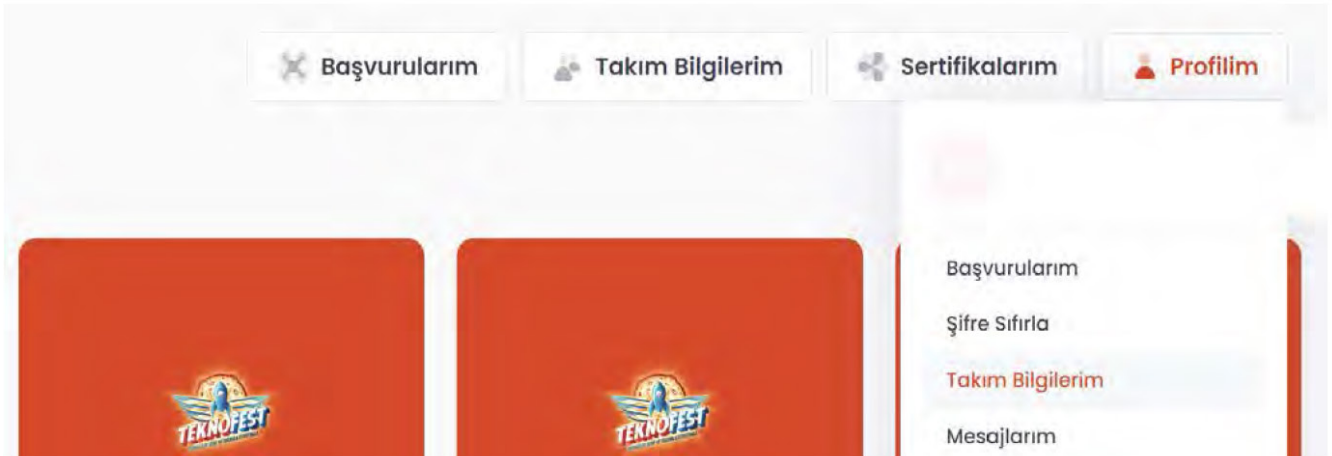 Başvurularım
Takım Bilgilerim
Sertifikalarım
Profilim
Başvurularım
Şifre Sıfırla
Takım Bilgilerim
Mesajlarım
TEKNOFEST
TEKNOFEST